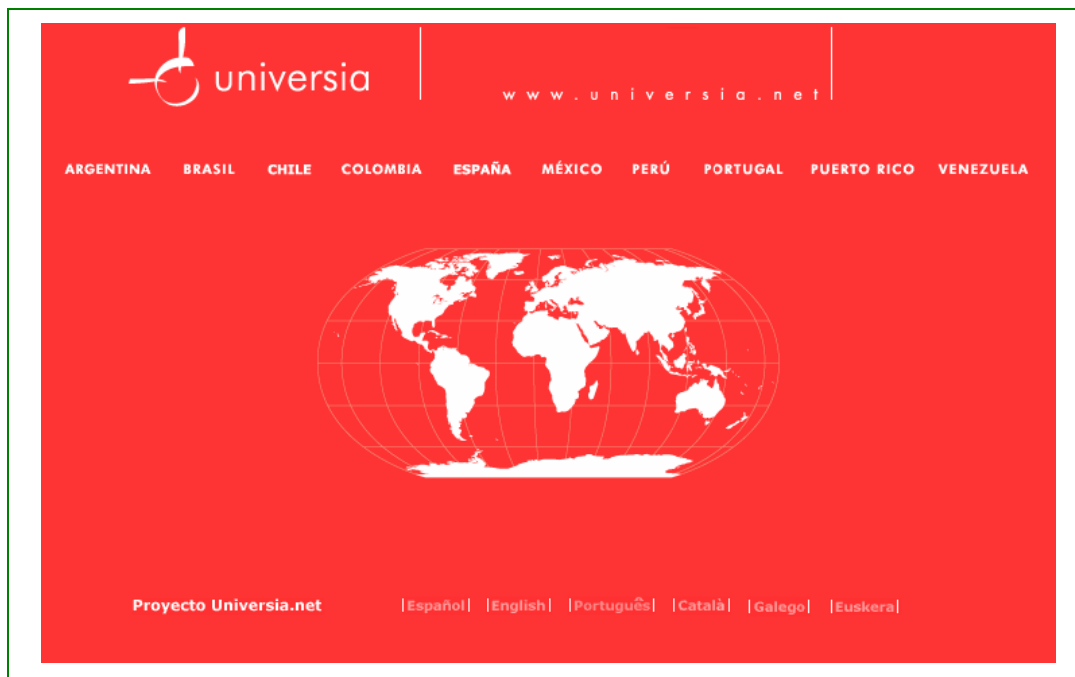 universia
www.universia.net
ARGENTINA BRASIL CHILE COLOMBIA ESPAÑA MÉXICO PERÚ PORTUGAL PUERTO RICO VENEZUELA
Proyecto Universia.net |Español| |English| |Português| |Català| |Galego| |Euskera|